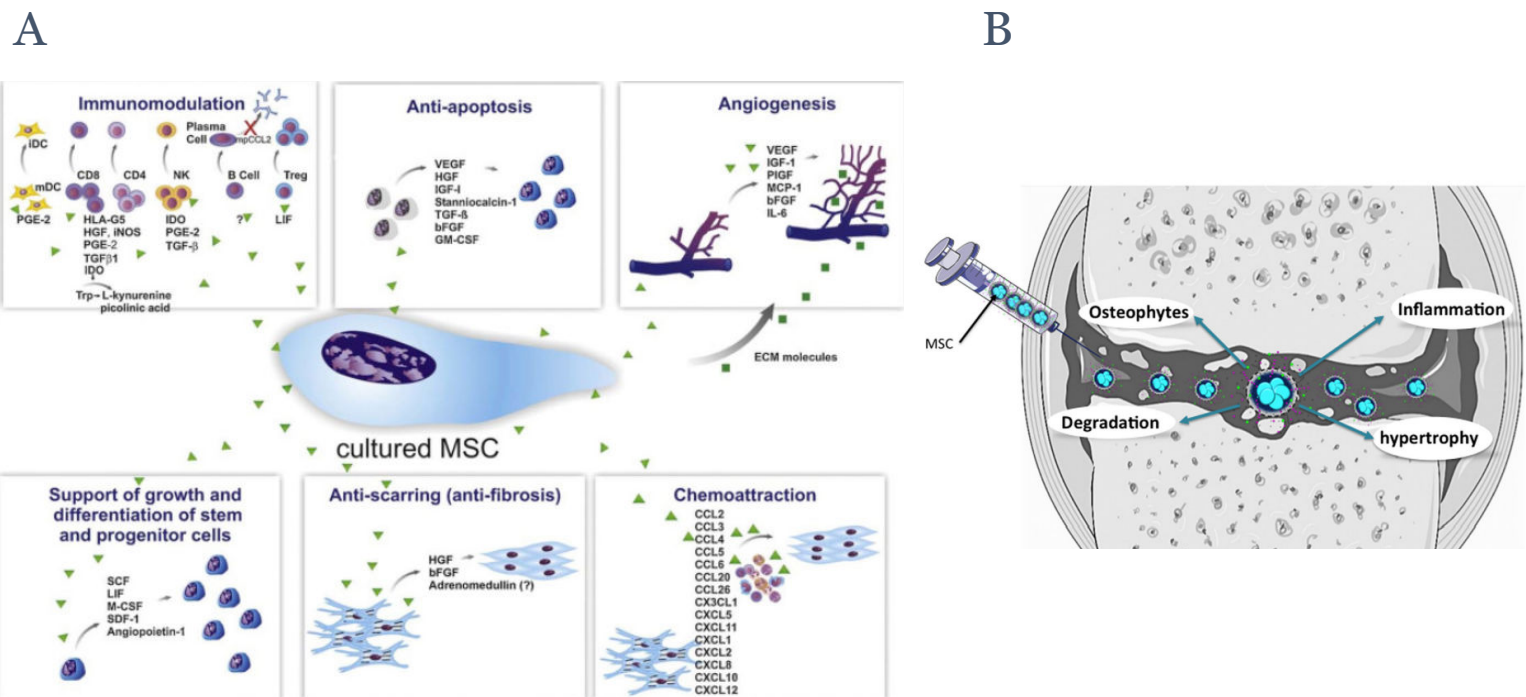 A
B
Immunomodulation
iDC
Plasma
Cell
mpCCL2
mDC
CD8
CD4
NK
B Cell
Treg
PGE-2
HLA-G5
HGF, iNOS
PGE-2
TGFβ1
IDO
IDO
PGE-2
TGF-β
?
LIF
Trp→L-kynurenine
picolinic acid
Anti-apoptosis
VEGF
HGF
IGF-I
Stanniocalcin-1
TGF-ß
bFGF
GM-CSF
Angiogenesis
VEGF
IGF-1
PIGF
MCP-1
bFGF
IL-6
ECM molecules
cultured MSC
Support of growth and
differentiation of stem
and progenitor cells
SCF
LIF
M-CSF
SDF-1
Angiopoietin-1
Anti-scarring (anti-fibrosis)
HGF
bFGF
Adrenomedullin (?)
Chemoattraction
CCL2
CCL3
CCL4
CCL5
CCL6
CCL20
CCL26
CX3CL1
CXCL5
CXCL11
CXCL1
CXCL2
CXCL8
CXCL10
CXCL12
MSC
Osteophytes
Inflammation
Degradation
hypertrophy